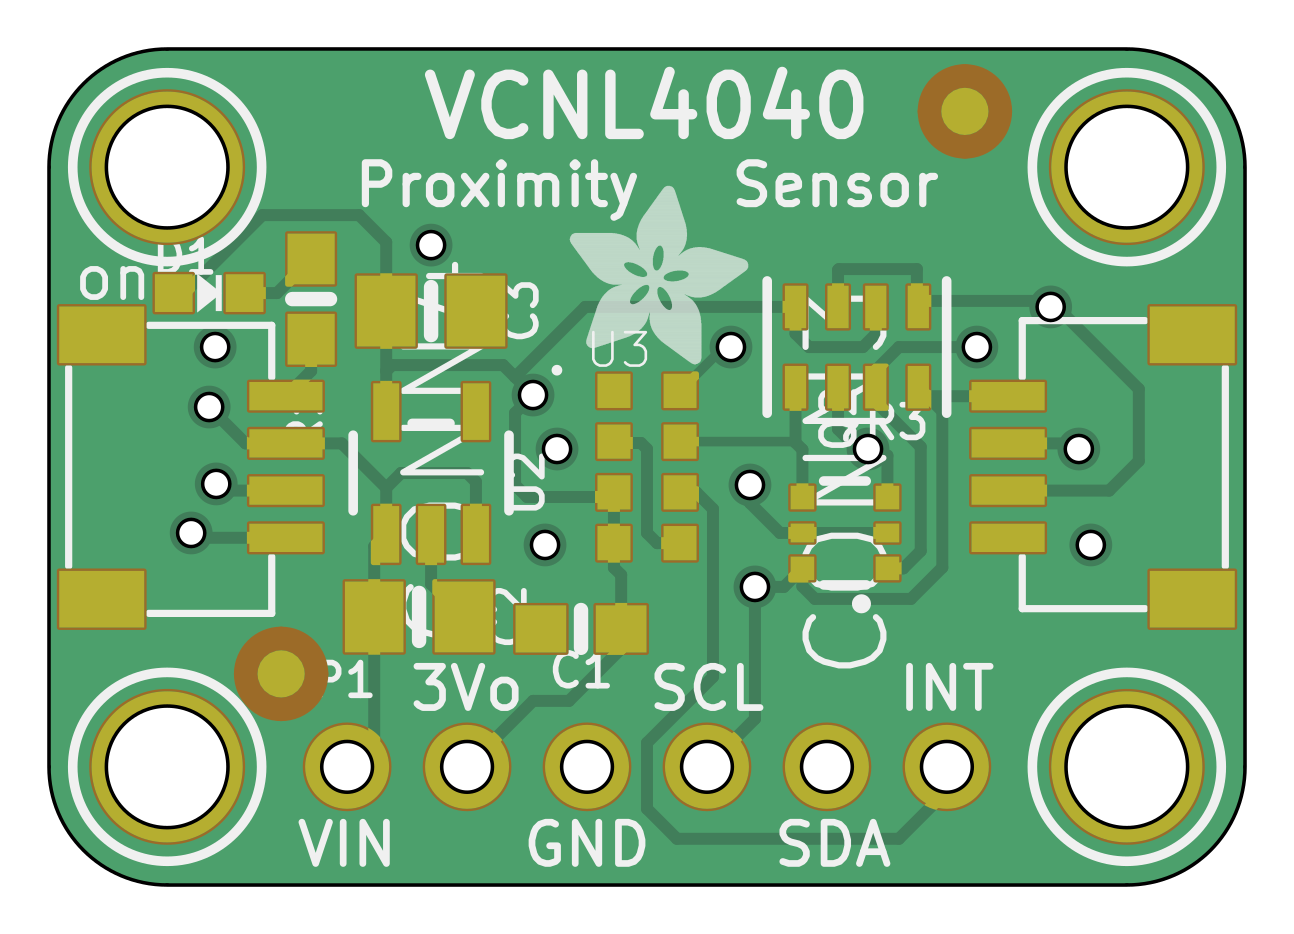 VCNL4040
Proximity Sensor
D1
on
C3
U3
R3
U2
C1
P1
3Vo
SCL
INT
VIN
GND
SDA